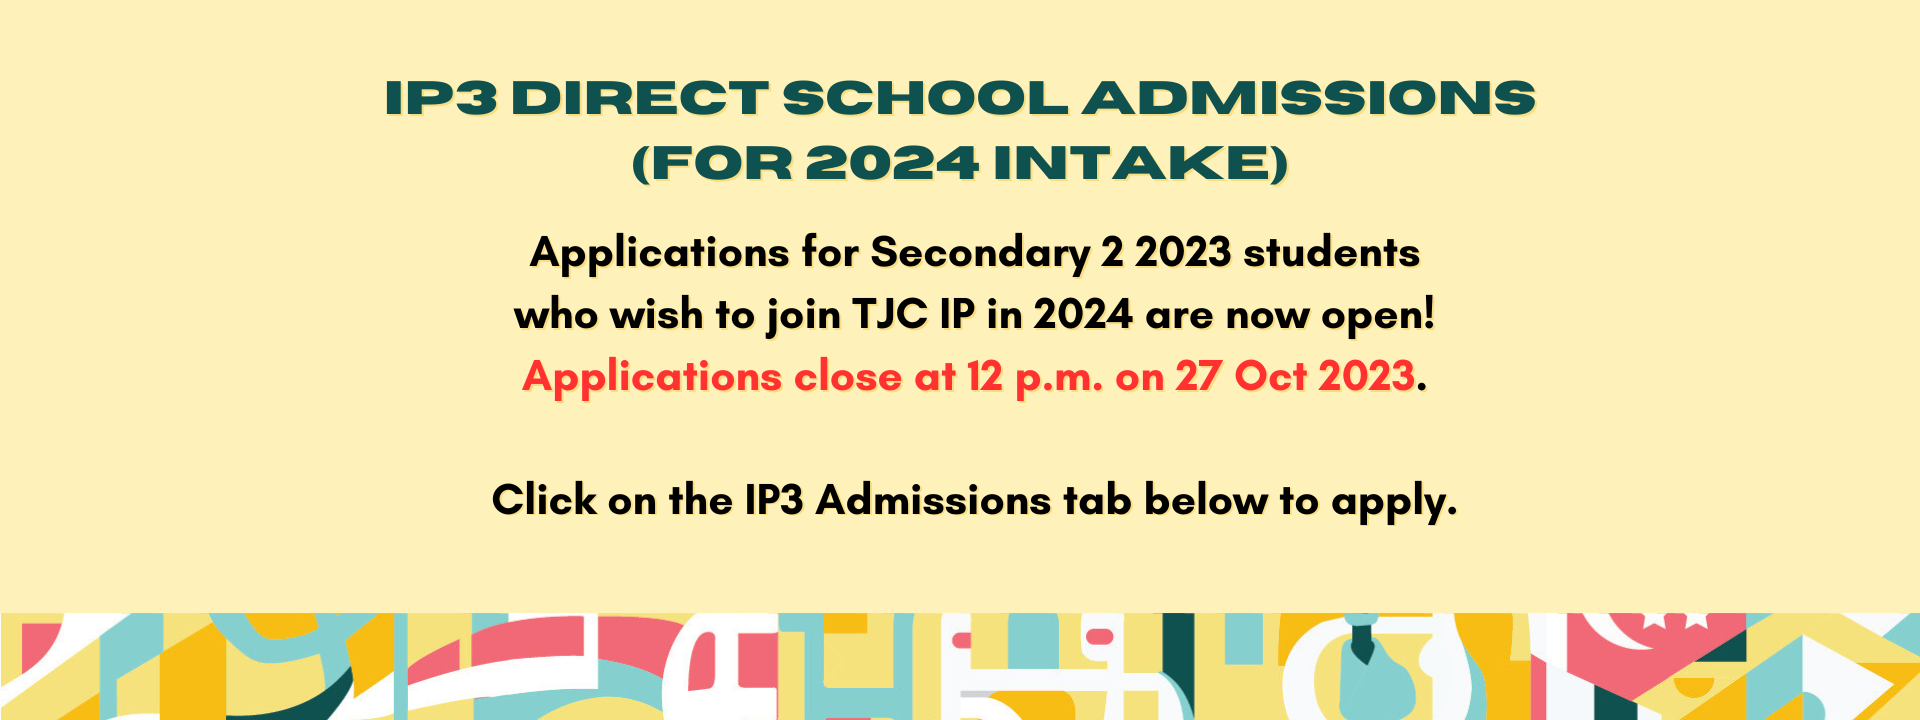 IP3 DIRECT SCHOOL ADMISSIONS
(FOR 2024 INTAKE)
Applications for Secondary 2 2023 students
who wish to join TJC IP in 2024 are now open!
Applications close at 12 p.m. on 27 Oct 2023.
Click on the IP3 Admissions tab below to apply.